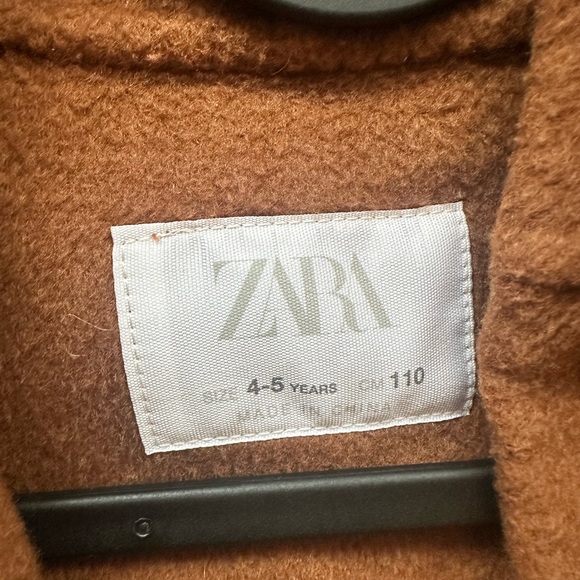 ZARA
SIZE 4-5 YEARS CM 110
MADE IN CHINA